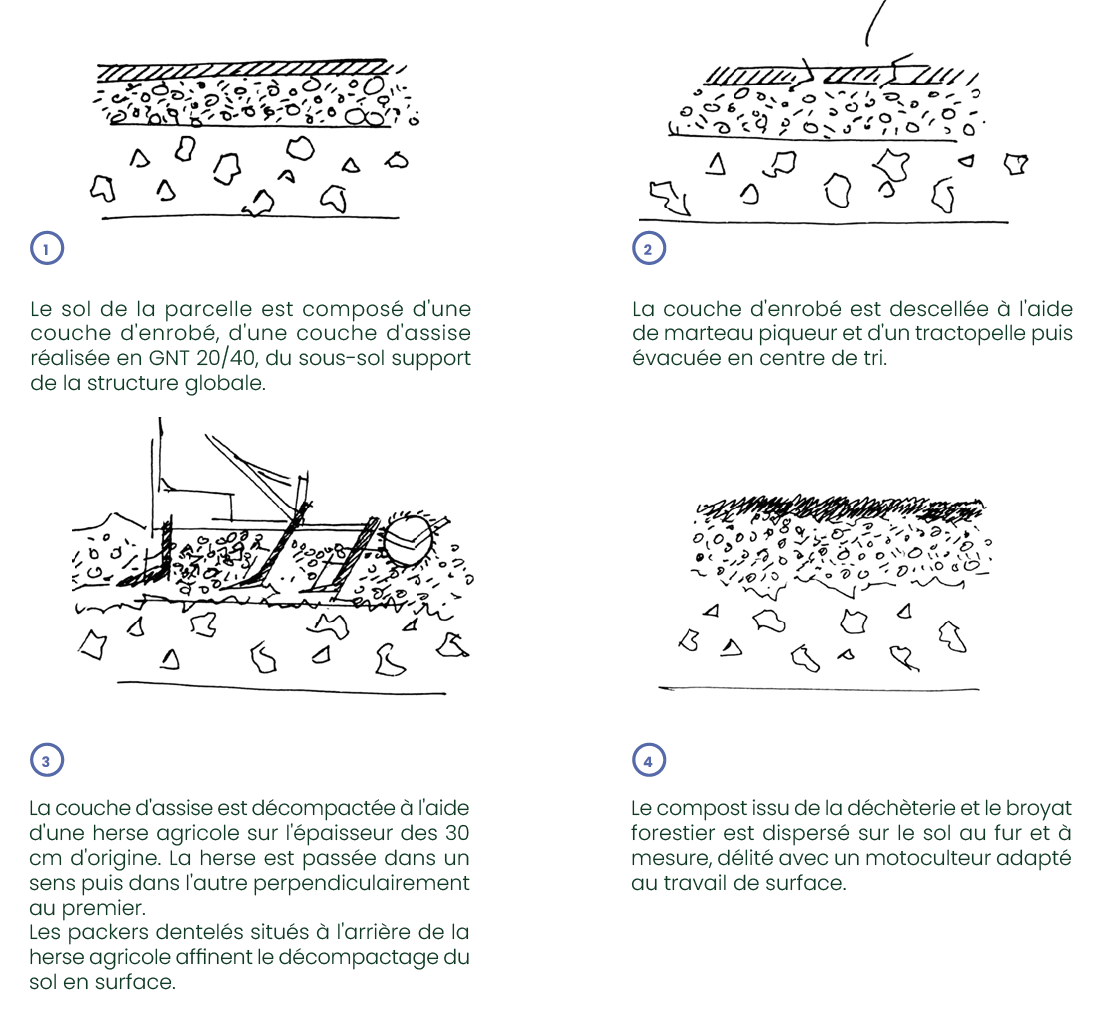 1
Le sol de la parcelle est composé d'une
couche d'enrobé, d'une couche d'assise
réalisée en GNT 20/40, du sous-sol support
de la structure globale.
2
La couche d'enrobé est descellée à l'aide
de marteau piqueur et d'un tractopelle puis
évacuée en centre de tri.
3
La couche d'assise est décompactée à l'aide
d'une herse agricole sur l'épaisseur des 30
cm d'origine. La herse est passée dans un
sens puis dans l'autre perpendiculairement
au premier.
Les packers dentelés situés à l'arrière de la
herse agricole affinent le décompactage du
sol en surface.
4
Le compost issu de la déchèterie et le broyat
forestier est dispersé sur le sol au fur et à
mesure, délité avec un motoculteur adapté
au travail de surface.